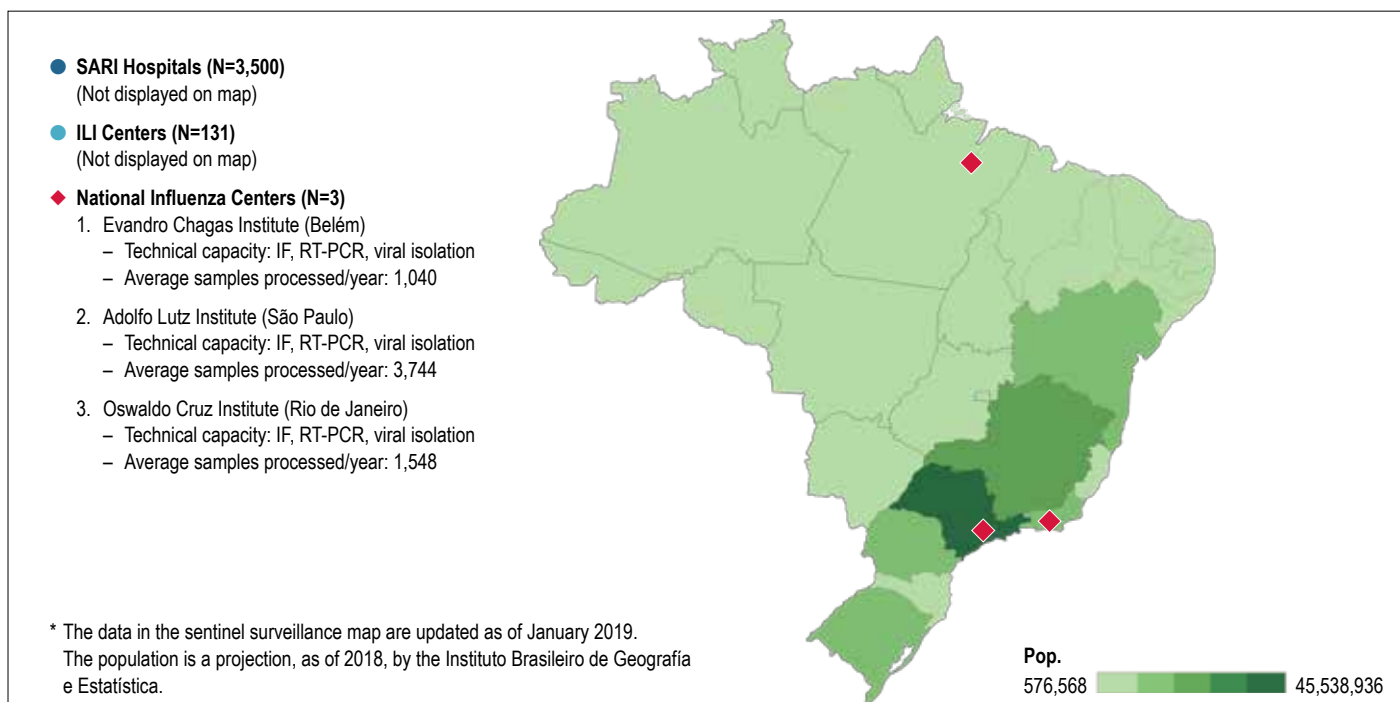 SARI Hospitals (N=3,500)
(Not displayed on map)
ILI Centers (N=131)
(Not displayed on map)
National Influenza Centers (N=3)
1. Evandro Chagas Institute (Belém)
– Technical capacity: IF, RT-PCR, viral isolation
– Average samples processed/year: 1,040
2. Adolfo Lutz Institute (São Paulo)
– Technical capacity: IF, RT-PCR, viral isolation
– Average samples processed/year: 3,744
3. Oswaldo Cruz Institute (Rio de Janeiro)
– Technical capacity: IF, RT-PCR, viral isolation
– Average samples processed/year: 1,548
* The data in the sentinel surveillance map are updated as of January 2019.
The population is a projection, as of 2018, by the Instituto Brasileiro de Geografía
e Estatística.
Pop.
576,568 45,538,936